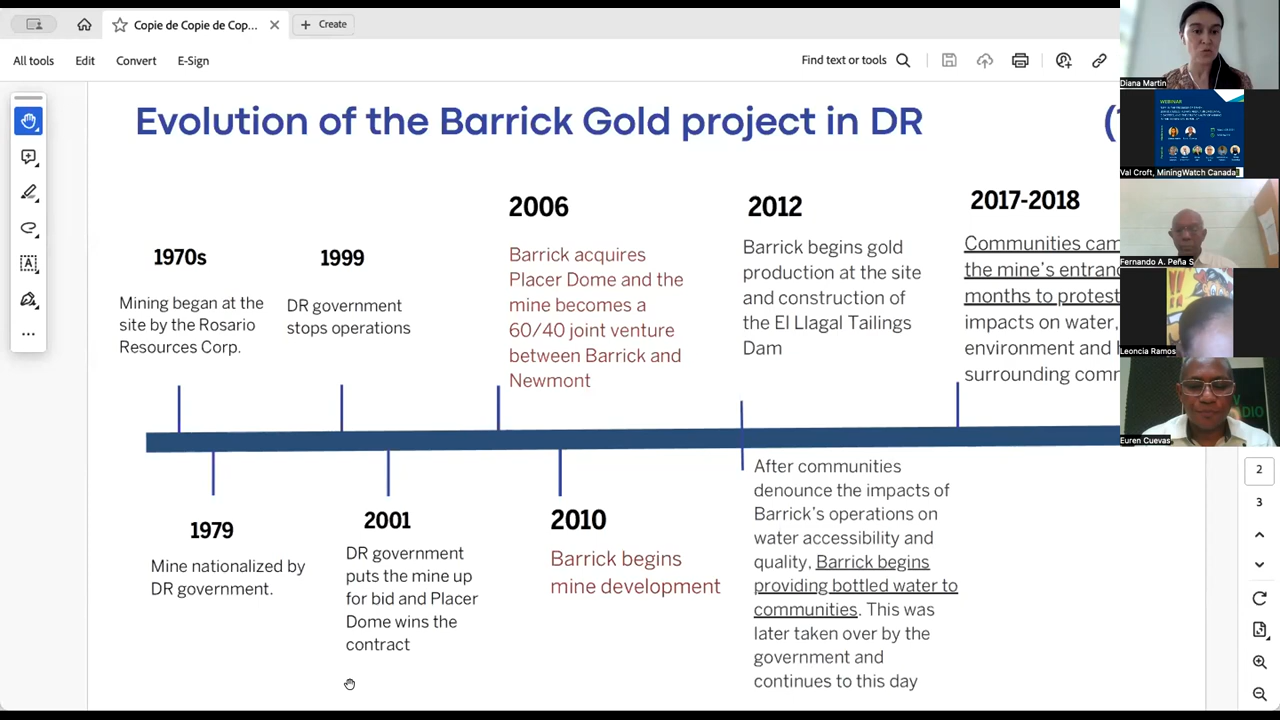 Copie de Copie de Cop...
Create
All tools
Edit
Convert
E-Sign
Find text or tools
Evolution of the Barrick Gold project in DR
1970s
Mining began at the
site by the Rosario
Resources Corp.
1999
DR government
stops operations
2006
Barrick acquires
Placer Dome and the
mine becomes a
60/40 joint venture
between Barrick and
Newmont
2012
Barrick begins gold
production at the site
and construction of
the El Llagal Tailings
Dam
2017-2018
Communities cam
the mine's entran
months to protest
impacts on water,
environment and h
surrounding com
1979
Mine nationalized by
DR government.
2001
DR government
puts the mine up
for bid and Placer
Dome wins the
contract
2010
Barrick begins
mine development
After communities
denounce the impacts of
Barrick's operations on
water accessibility and
quality, Barrick begins
providing bottled water to
communities. This was
later taken over by the
government and
continues to this day
Diana Martin
WEBINAR
Val Croft, MiningWatch Canada
Fernando A. Peña S
Leoncia Ramos
Euren Cuevas
2
3